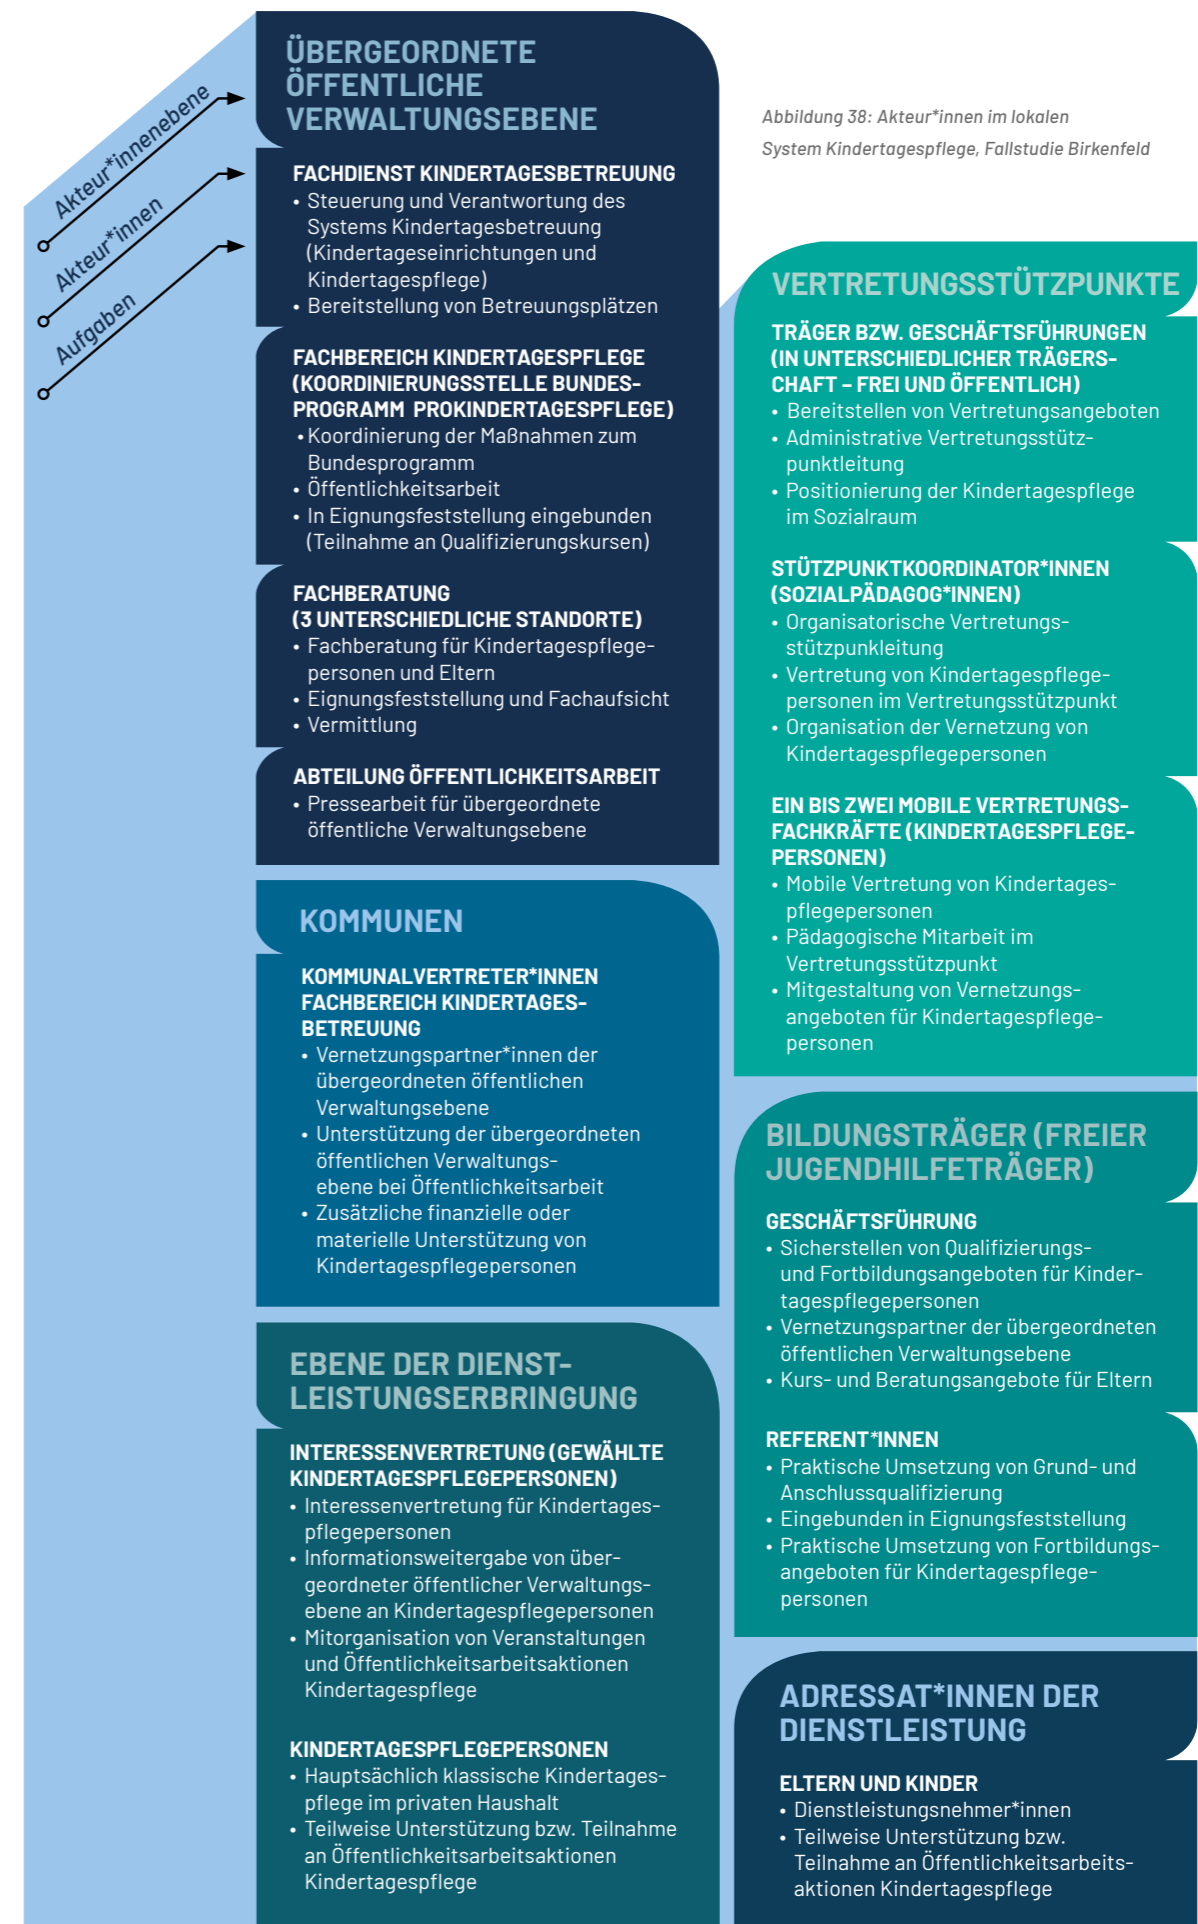 ÜBERGEORDNETE
ÖFFENTLICHE
VERWALTUNGSEBENE
Akteur*innenebene
Akteur*innen
Aufgaben
Abbildung 38: Akteur*innen im lokalen
System Kindertagespflege, Fallstudie Birkenfeld
FACHDIENST KINDERTAGESBETREUUNG
• Steuerung und Verantwortung des
Systems Kindertagesbetreuung
(Kindertageseinrichtungen und
Kindertagespflege)
• Bereitstellung von Betreuungsplätzen
FACHBEREICH KINDERTAGESPFLEGE
(KOORDINIERUNGSSTELLE BUNDES-
PROGRAMM PROKINDERTAGESPFLEGE)
• Koordinierung der Maßnahmen zum
Bundesprogramm
• Öffentlichkeitsarbeit
• In Eignungsfeststellung eingebunden
(Teilnahme an Qualifizierungskursen)
FACHBERATUNG
(3 UNTERSCHIEDLICHE STANDORTE)
• Fachberatung für Kindertagespflege-
personen und Eltern
• Eignungsfeststellung und Fachaufsicht
• Vermittlung
ABTEILUNG ÖFFENTLICHKEITSARBEIT
• Pressearbeit für übergeordnete
öffentliche Verwaltungsebene
KOMMUNEN
KOMMUNALVERTRETER*INNEN
FACHBEREICH KINDERTAGES-
BETREUUNG
• Vernetzungspartner*innen der
übergeordneten öffentlichen
Verwaltungsebene
• Unterstützung der übergeordneten
öffentlichen Verwaltungs-
ebene bei Öffentlichkeitsarbeit
• Zusätzliche finanzielle oder
materielle Unterstützung von
Kindertagespflegepersonen
EBENE DER DIENST-
LEISTUNGSERBRINGUNG
INTERESSENVERTRETUNG (GEWÄHLTE
KINDERTAGESPFLEGEPERSONEN)
• Interessenvertretung für Kindertages-
pflegepersonen
• Informationsweitergabe von über-
geordneter öffentlicher Verwaltungs-
ebene an Kindertagespflegepersonen
• Mitorganisation von Veranstaltungen
und Öffentlichkeitsarbeitsaktionen
Kindertagespflege
KINDERTAGESPFLEGEPERSONEN
• Hauptsächlich klassische Kindertages-
pflege im privaten Haushalt
• Teilweise Unterstützung bzw. Teilnahme
an Öffentlichkeitsarbeitsaktionen
Kindertagespflege
VERTRETUNGSSTÜTZPUNKTE
TRÄGER BZW. GESCHÄFTSFÜHRUNGEN
(IN UNTERSCHIEDLICHER TRÄGERS-
CHAFT – FREI UND ÖFFENTLICH)
• Bereitstellen von Vertretungsangeboten
• Administrative Vertretungsstütz-
punktleitung
• Positionierung der Kindertagespflege
im Sozialraum
STÜTZPUNKTKOORDINATOR*INNEN
(SOZIALPÄDAGOG*INNEN)
• Organisatorische Vertretungs-
stützpunkleitung
• Vertretung von Kindertagespflege-
personen im Vertretungsstützpunkt
• Organisation der Vernetzung von
Kindertagespflegepersonen
EIN BIS ZWEI MOBILE VERTRETUNGS-
FACHKRÄFTE (KINDERTAGESPFLEGE-
PERSONEN)
• Mobile Vertretung von Kindertages-
pflegepersonen
• Pädagogische Mitarbeit im
Vertretungsstützpunkt
• Mitgestaltung von Vernetzungs-
angeboten für Kindertagespflege-
personen
BILDUNGSTRÄGER (FREIER
JUGENDHILFETRÄGER)
GESCHÄFTSFÜHRUNG
• Sicherstellen von Qualifizierungs-
und Fortbildungsangeboten für Kinder-
tagespflegepersonen
• Vernetzungspartner der übergeordneten
öffentlichen Verwaltungsebene
• Kurs- und Beratungsangebote für Eltern
REFERENT*INNEN
• Praktische Umsetzung von Grund- und
Anschlussqualifizierung
• Eingebunden in Eignungsfeststellung
• Praktische Umsetzung von Fortbildungs-
angeboten für Kindertagespflege-
personen
ADRESSAT*INNEN DER
DIENSTLEISTUNG
ELTERN UND KINDER
• Dienstleistungsnehmer*innen
• Teilweise Unterstützung bzw.
Teilnahme an Öffentlichkeitsarbeits-
aktionen Kindertagespflege